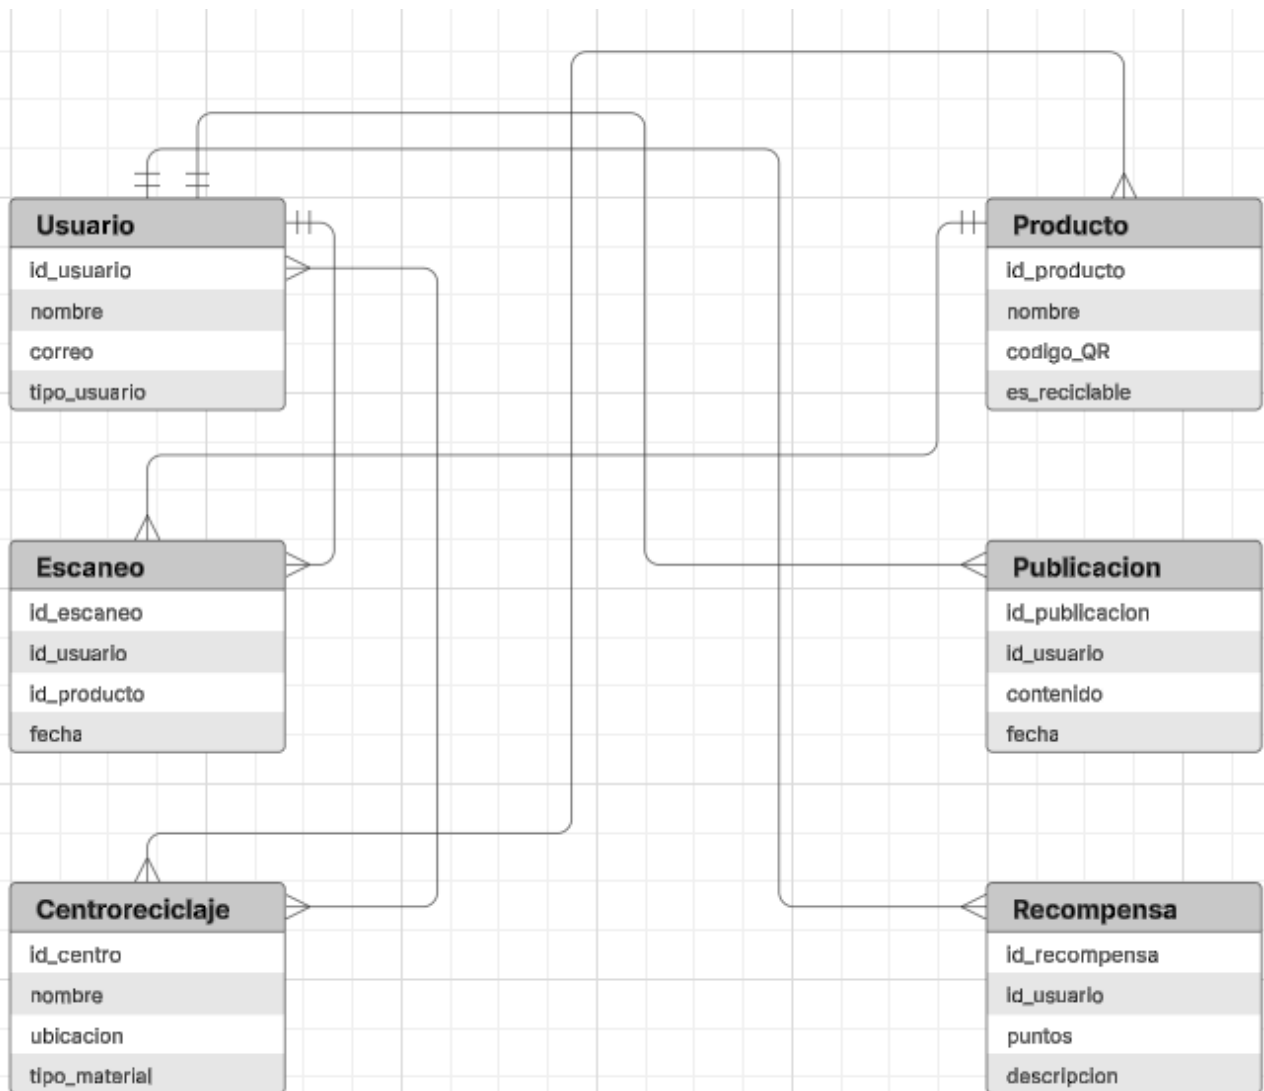 Usuario
id_usuario
nombre
correo
tipo_usuario
Producto
id_producto
nombre
codigo_QR
es_reciclable
Escaneo
id_escaneo
id_usuario
id_producto
fecha
Publicacion
id_publicacion
id_usuario
contenido
fecha
Centroreciclaje
id_centro
nombre
ubicacion
tipo_material
Recompensa
id_recompensa
id_usuario
puntos
descripcion